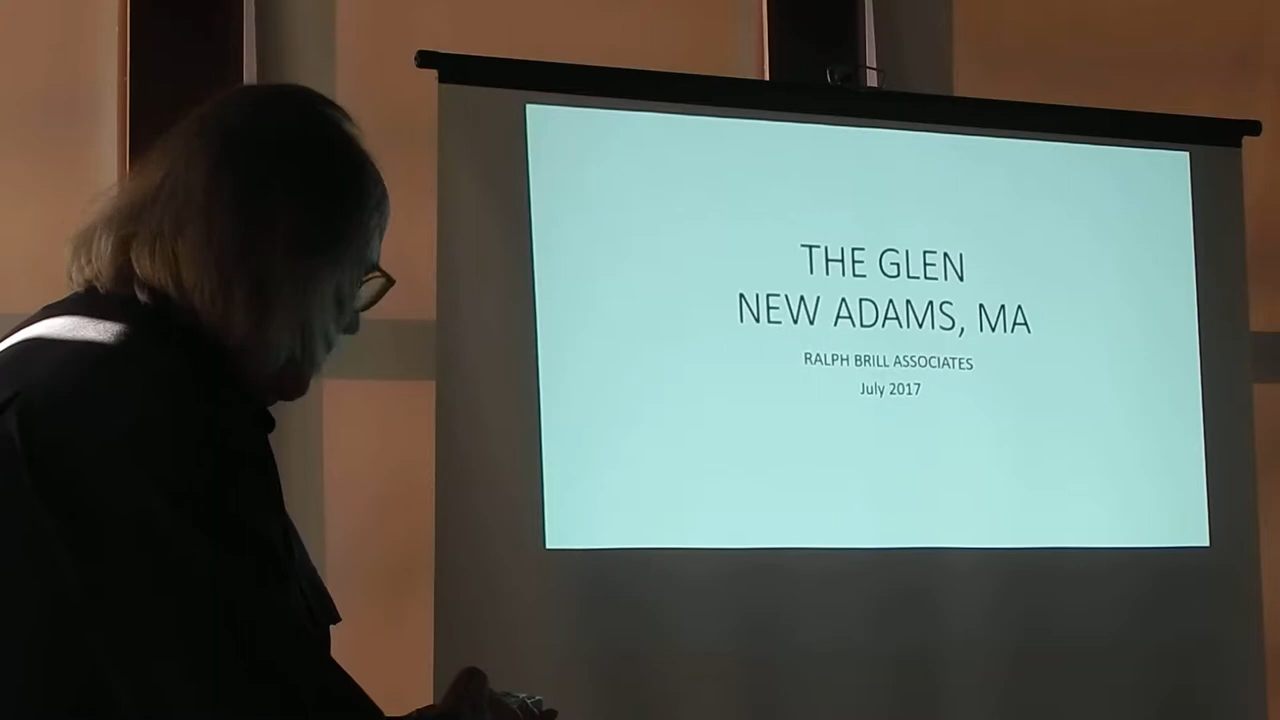 THE GLEN
NEW ADAMS, MA
RALPH BRILL ASSOCIATES
July 2017